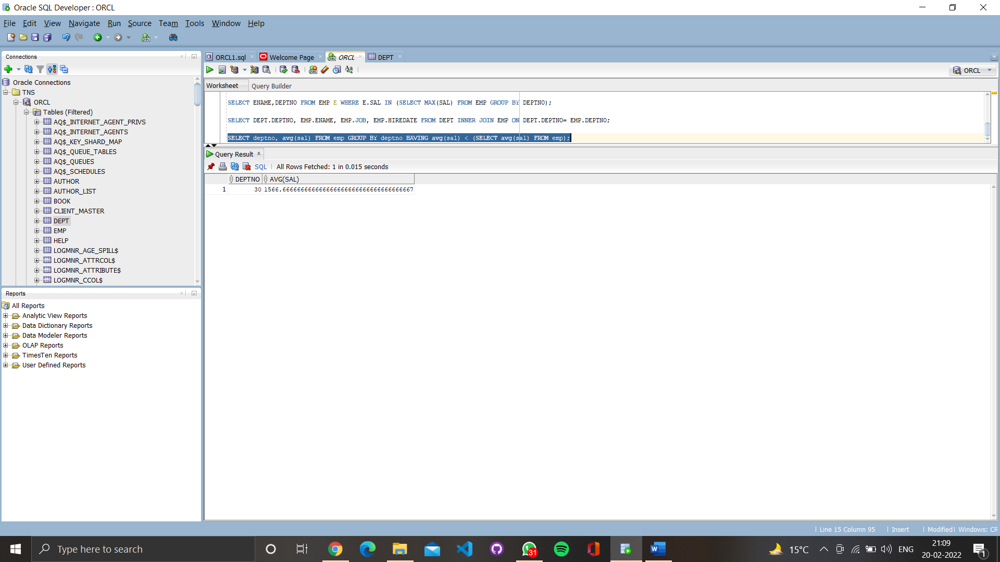 Oracle SQL Developer : ORCL
File Edit View Navigate Run Source Team Tools Window Help
Connections
Oracle Connections
TNS
ORCL
Tables (Filtered)
AQ$_INTERNET_AGENT_PRIVS
AQ$_INTERNET_AGENTS
AQ$_KEY_SHARD_MAP
AQ$_QUEUE_TABLES
AQ$_QUEUES
AQ$_SCHEDULES
AUTHOR
AUTHOR_LIST
BOOK
CLIENT_MASTER
DEPT
EMP
HELP
LOGMNR_AGE_SPILL$
LOGMNR_ATTRCOL$
LOGMNR_ATTRIBUTE$
LOGMNR_CCOL$
Reports
All Reports
Analytic View Reports
Data Dictionary Reports
Data Modeler Reports
OLAP Reports
TimesTen Reports
User Defined Reports
ORCL1.sql Welcome Page ORCL DEPT
ORCL
Worksheet Query Builder
SELECT ENAME,DEPTNO FROM EMP E WHERE E.SAL IN (SELECT MAX(SAL) FROM EMP GROUP BY DEPTNO);
SELECT DEPT.DEPTNO, EMP.ENAME, EMP.JOB, EMP.HIREDATE FROM DEPT INNER JOIN EMP ON DEPT.DEPTNO= EMP.DEPTNO;
SELECT deptno, avg(sal) FROM emp GROUP BY deptno HAVING avg(sal) < (SELECT avg(sal) FROM emp);
Query Result
SQL All Rows Fetched: 1 in 0.015 seconds
DEPTNO AVG(SAL)
1 30 1566.666666666666666666666666666666666667
Line 15 Column 95 Insert Modified Windows: CR
Type here to search
31
15°C ENG
21:09
20-02-2022
1